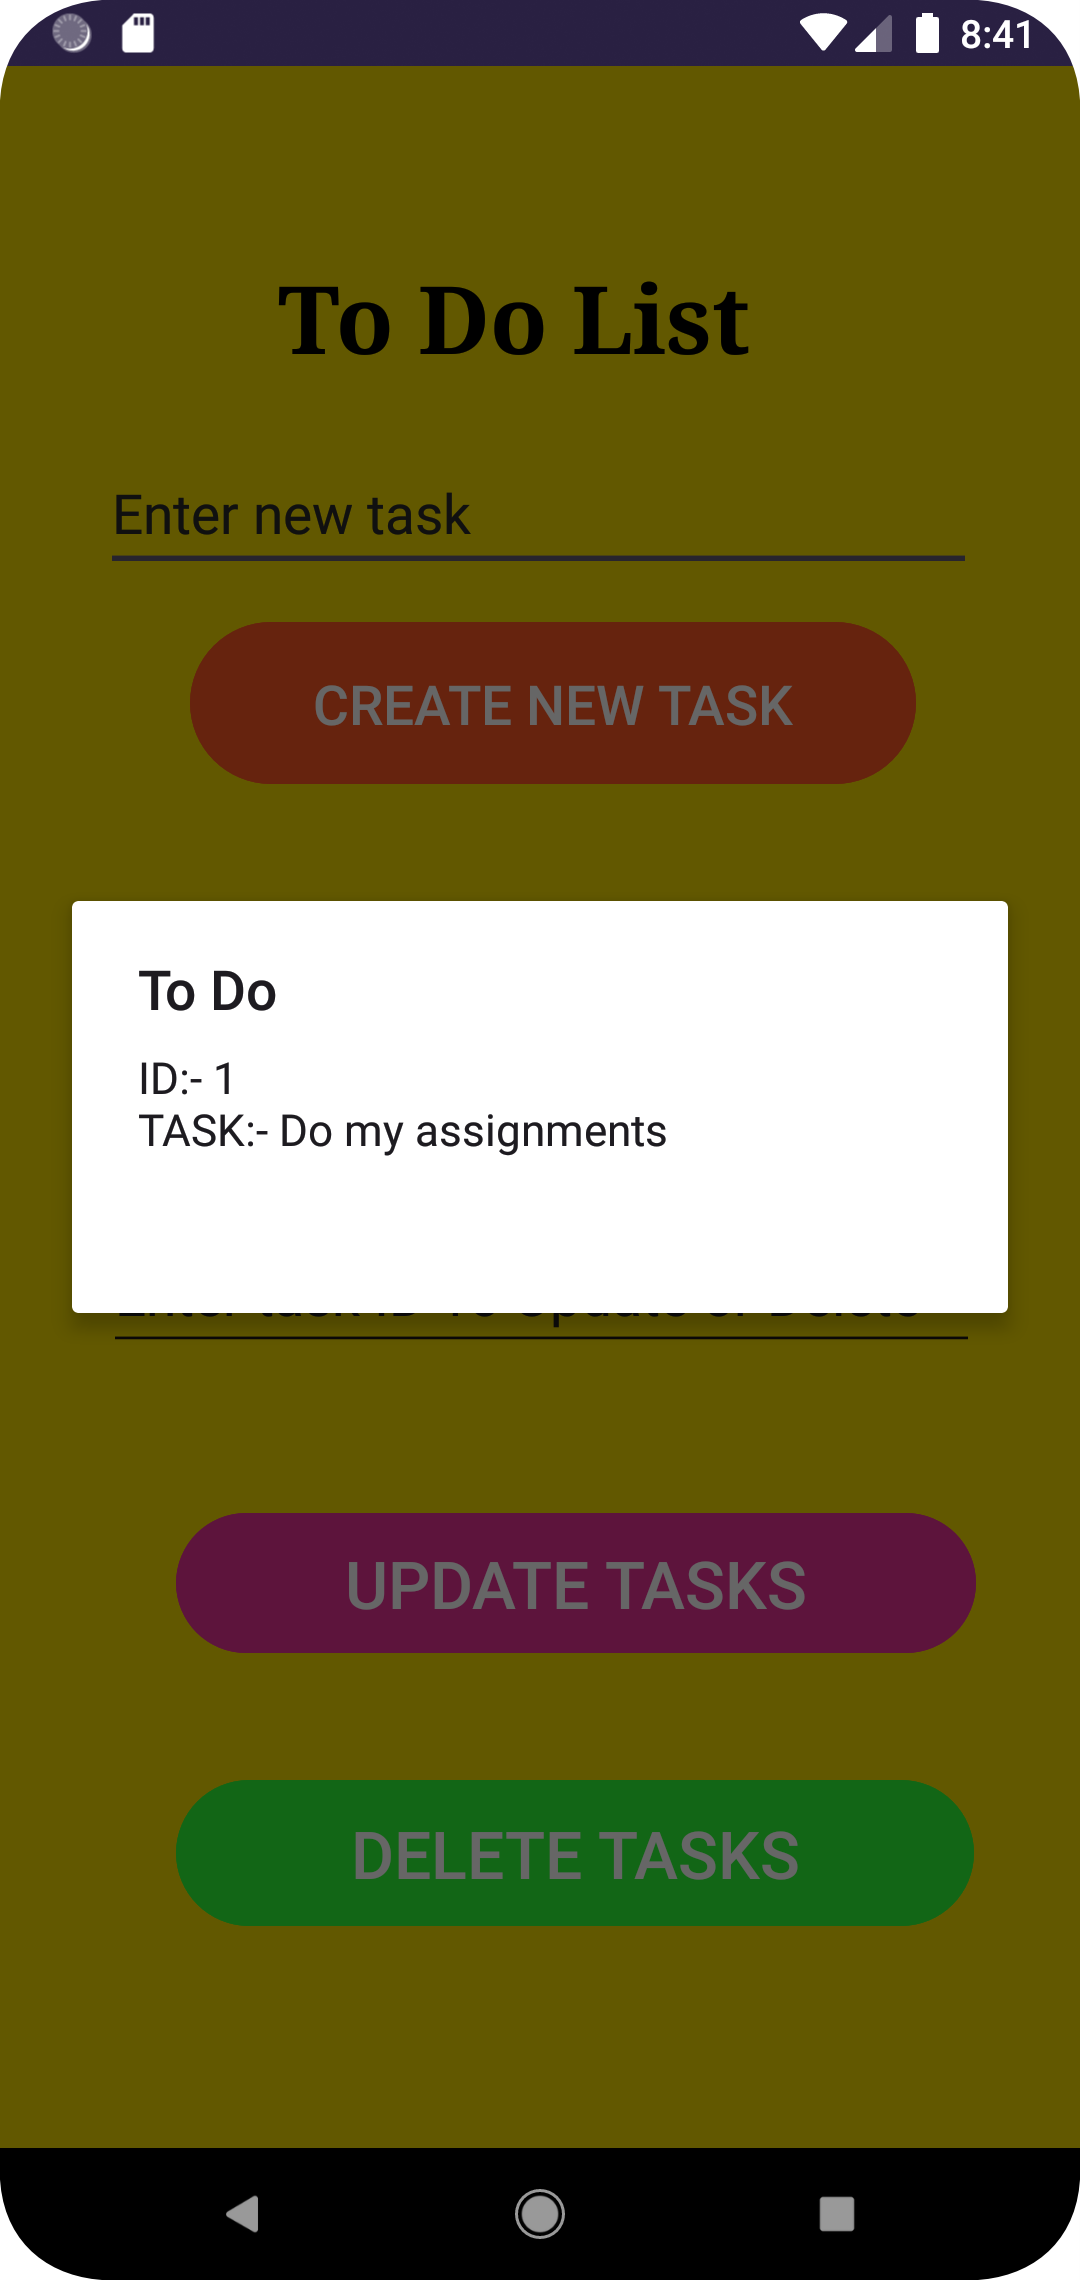 8:41
To Do List
Enter new task
CREATE NEW TASK
To Do
ID:- 1
TASK:- Do my assignments
UPDATE TASKS
DELETE TASKS